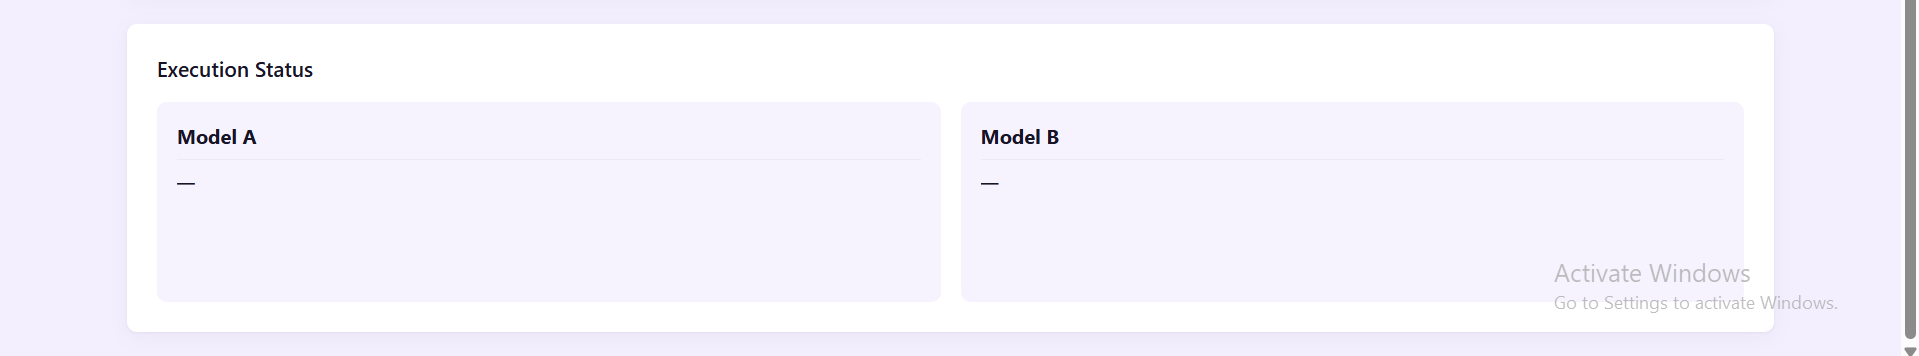 Execution Status
Model A
—
Model B
—
Activate Windows
Go to Settings to activate Windows.